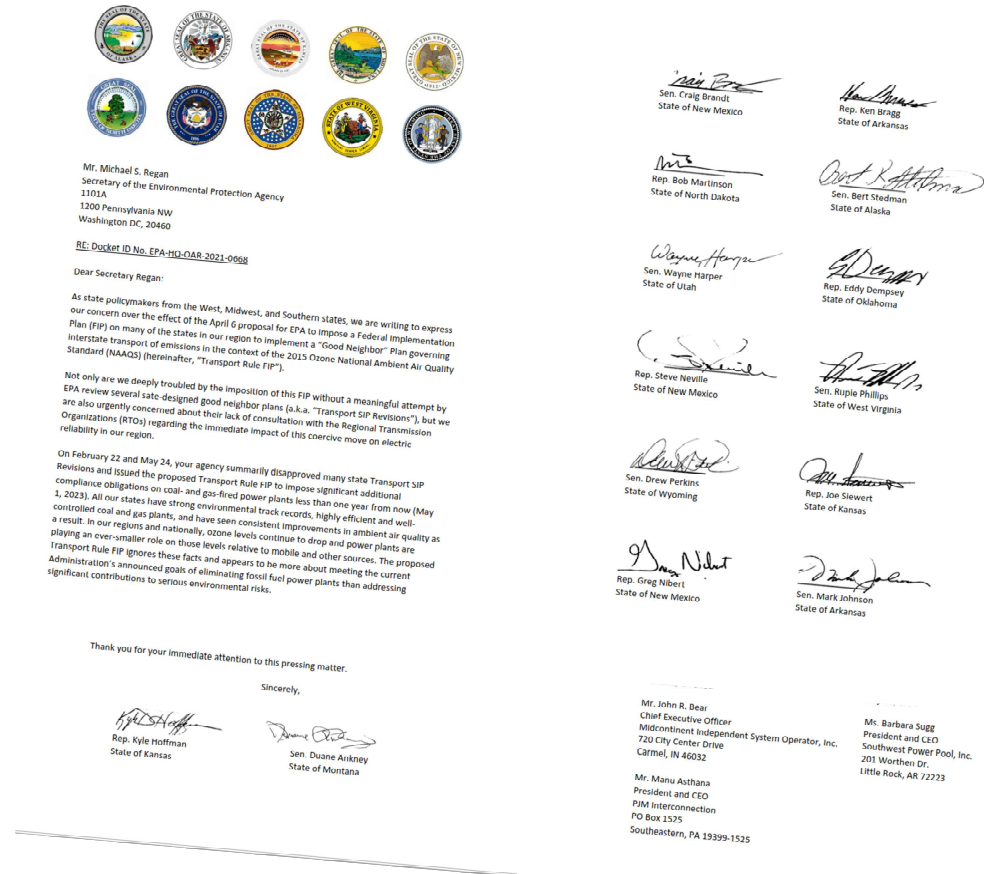 Mr. Michael S. Regan
Secretary of the Environmental Protection Agency
1101A
1200 Pennsylvania NW
Washington DC, 20460
RE: Docket ID No. EPA-HQ-OAR-2021-0668
Dear Secretary Regan:
As state policymakers from the West, Midwest, and Southern states, we are writing to express
our concern over the effect of the April 6 proposal for EPA to impose a Federal Implementation
Plan (FIP) on many of the states in our region to implement a "Good Neighbor" Plan governing
interstate transport of emissions in the context of the 2015 Ozone National Ambient Air Quality
Standard (NAAQS) (hereinafter, "Transport Rule FIP").
Not only are we deeply troubled by the imposition of this FIP without a meaningful attempt by
EPA review several sate-designed good neighbor plans (a.k.a. "Transport SIP Revisions"), but we
are also urgently concerned about their lack of consultation with the Regional Transmission
Organizations (RTOs) regarding the immediate impact of this coercive move on electric
reliability in our region.
On February 22 and May 24, your agency summarily disapproved many state Transport SIP
Revisions and issued the proposed Transport Rule FIP to impose significant additional
compliance obligations on coal- and gas-fired power plants less than one year from now (May
1, 2023). All our states have strong environmental track records, highly efficient and well-
controlled coal and gas plants, and have seen consistent improvements in ambient air quality as
a result. In our regions and nationally, ozone levels continue to drop and power plants are
playing an ever-smaller role on those levels relative to mobile and other sources. The proposed
Transport Rule FIP ignores these facts and appears to be more about meeting the current
Administration's announced goals of eliminating fossil fuel power plants than addressing
significant contributions to serious environmental risks.
Thank you for your immediate attention to this pressing matter.
Sincerely,
Rep. Kyle Hoffman
State of Kansas
Sen. Duane Ankney
State of Montana
Sen. Craig Brandt
State of New Mexico
Rep. Ken Bragg
State of Arkansas
Rep. Bob Martinson
State of North Dakota
Sen. Bert Stedman
State of Alaska
Sen. Wayne Harper
State of Utah
Rep. Eddy Dempsey
State of Oklahoma
Rep. Steve Neville
State of New Mexico
Sen. Rupie Phillips
State of West Virginia
Sen. Drew Perkins
State of Wyoming
Rep. Joe Siewert
State of Kansas
Rep. Greg Nibert
State of New Mexico
Sen. Mark Johnson
State of Arkansas
Mr. John R. Bear
Chief Executive Officer
Midcontinent Independent System Operator, Inc.
720 City Center Drive
Carmel, IN 46032
Ms. Barbara Sugg
President and CEO
Southwest Power Pool, Inc.
201 Worthen Dr.
Little Rock, AR 72223
Mr. Manu Asthana
President and CEO
PJM Interconnection
PO Box 1525
Southeastern, PA 19399-1525